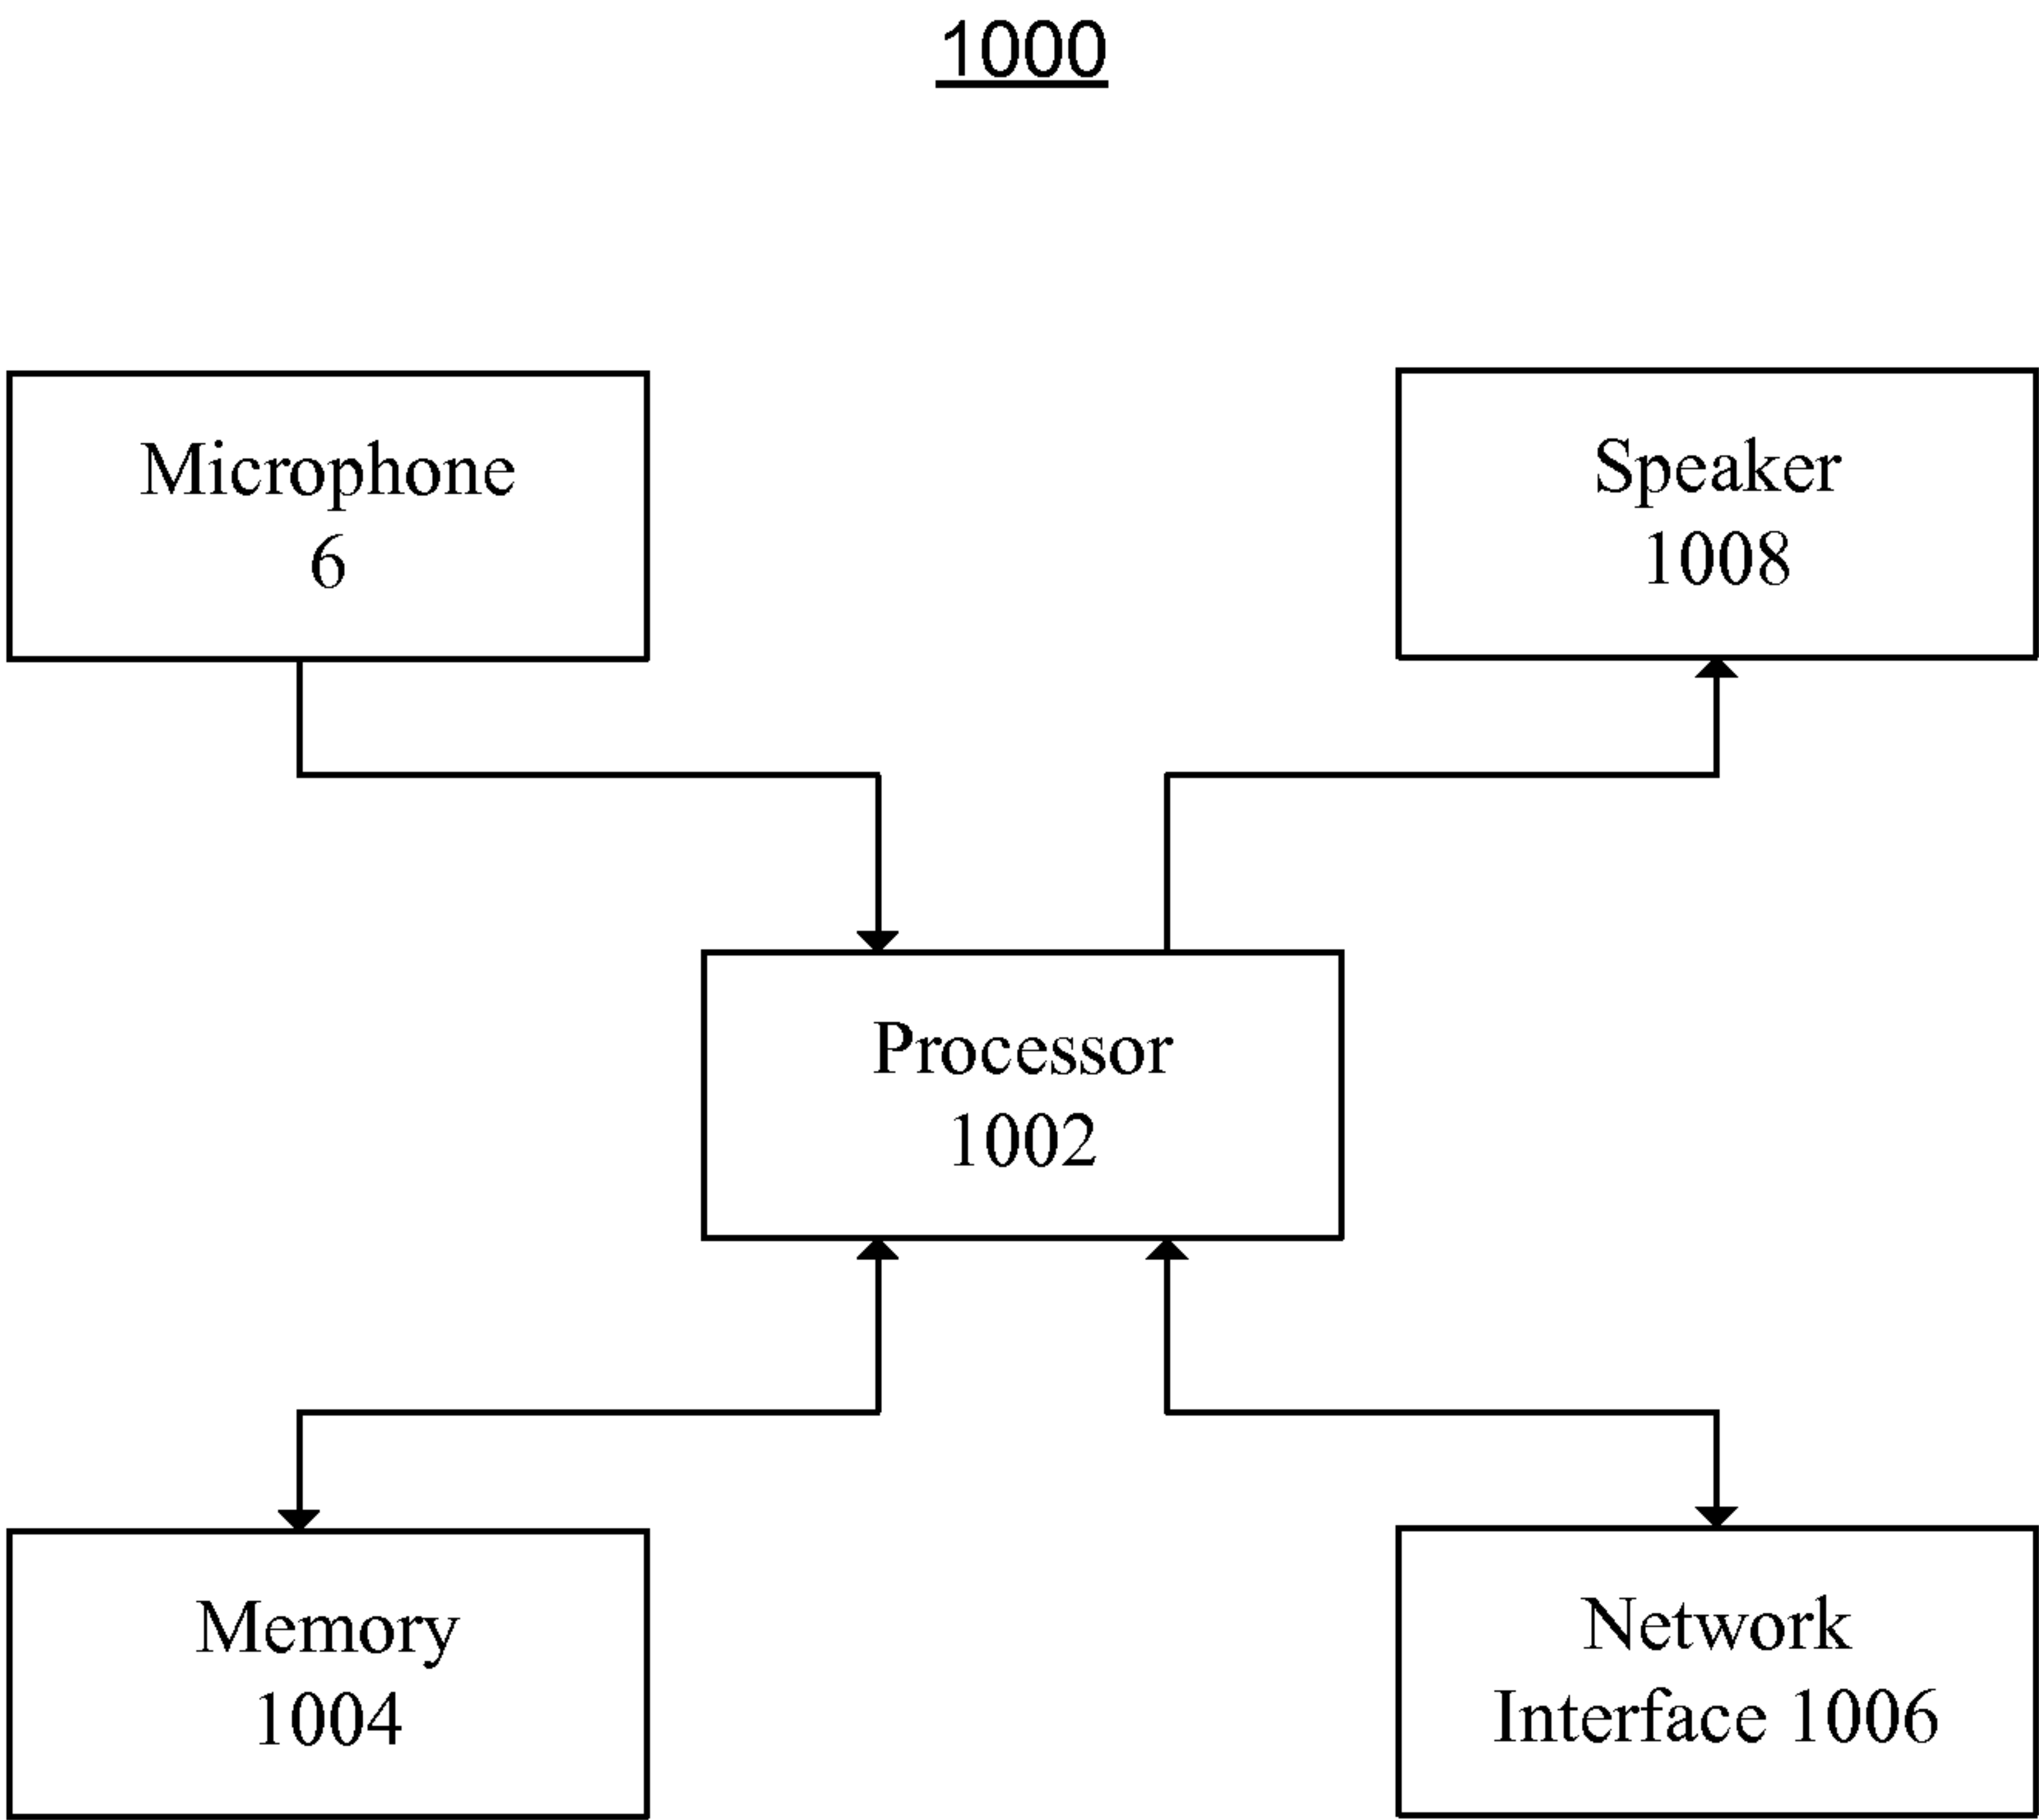 1000
Microphone
6
Speaker
1008
Processor
1002
Memory
1004
Network
Interface 1006